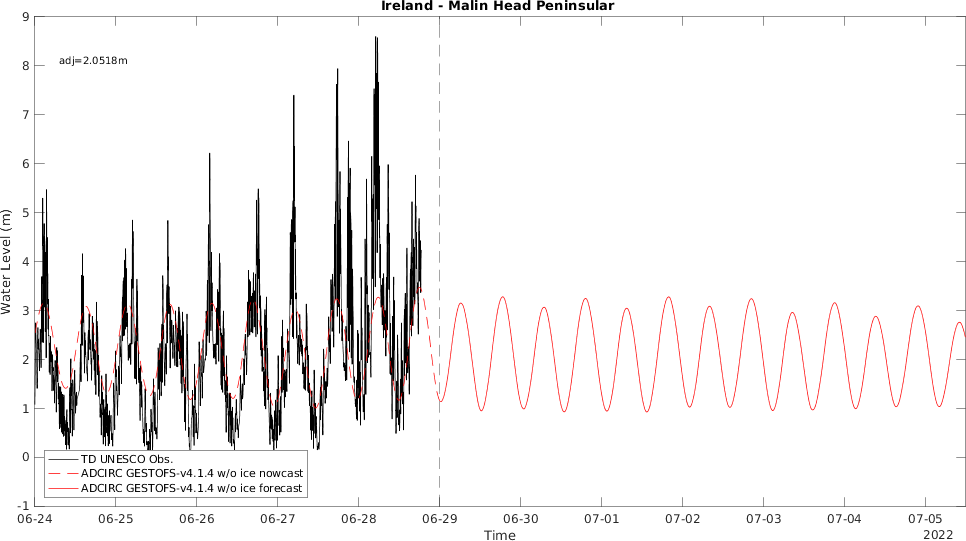 Ireland - Malin Head Peninsular
adj=2.0518m
Water Level (m)
9
8
7
6
5
4
3
2
1
0
-1
TD UNESCO Obs.
ADCIRC GESTOFS-v4.1.4 w/o ice nowcast
ADCIRC GESTOFS-v4.1.4 w/o ice forecast
06-24 06-25 06-26 06-27 06-28 06-29 06-30 07-01 07-02 07-03 07-04 07-05
Time
2022